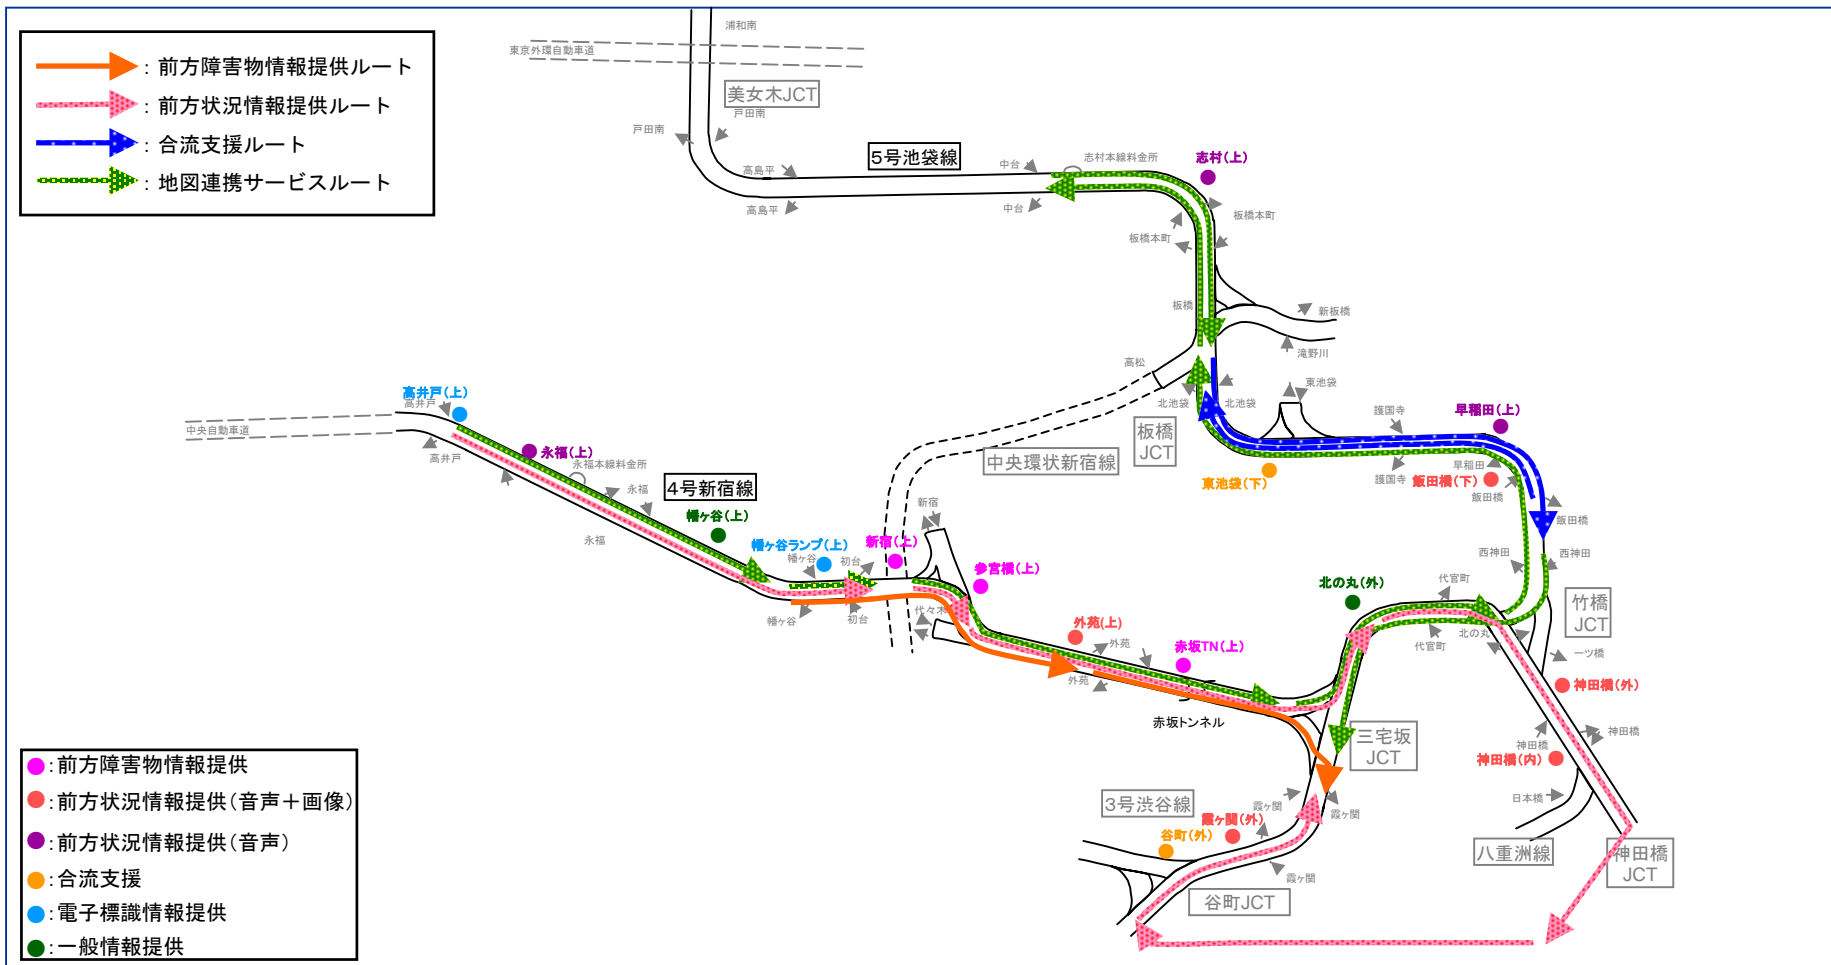 : 前方障害物情報提供ルート
: 前方状況情報提供ルート
: 合流支援ルート
: 地図連携サービスルート
浦和南
東京外環自動車道
美女木JCT
戸田南
戸田南
高島平
高島平
5号池袋線
中台
中台
志村本線料金所
志村(上)
板橋本町
板橋本町
板橋
新板橋
滝野川
高松
東池袋
北池袋
北池袋
板橋
JCT
中央環状新宿線
護国寺
護国寺
早稲田(上)
早稲田
東池袋(下)
飯田橋(下)
飯田橋
飯田橋
高井戸(上)
高井戸
中央自動車道
高井戸
永福(上)
永福本線料金所
永福
永福
4号新宿線
幡ヶ谷(上)
幡ヶ谷ランプ(上)
幡ヶ谷
幡ヶ谷
初台
初台
新宿(上)
新宿
参宮橋(上)
代々木
外苑(上)
外苑
外苑
赤坂TN(上)
赤坂トンネル
西神田
西神田
代官町
代官町
北の丸(外)
北の丸
竹橋
JCT
一ツ橋
神田橋(外)
神田橋
神田橋
神田橋(内)
日本橋
三宅坂
JCT
3号渋谷線
霞ヶ関
霞ヶ関
霞ヶ関(外)
霞ヶ関
谷町(外)
谷町JCT
八重洲線
神田橋
JCT
:前方障害物情報提供
:前方状況情報提供(音声+画像)
:前方状況情報提供(音声)
:合流支援
:電子標識情報提供
:一般情報提供